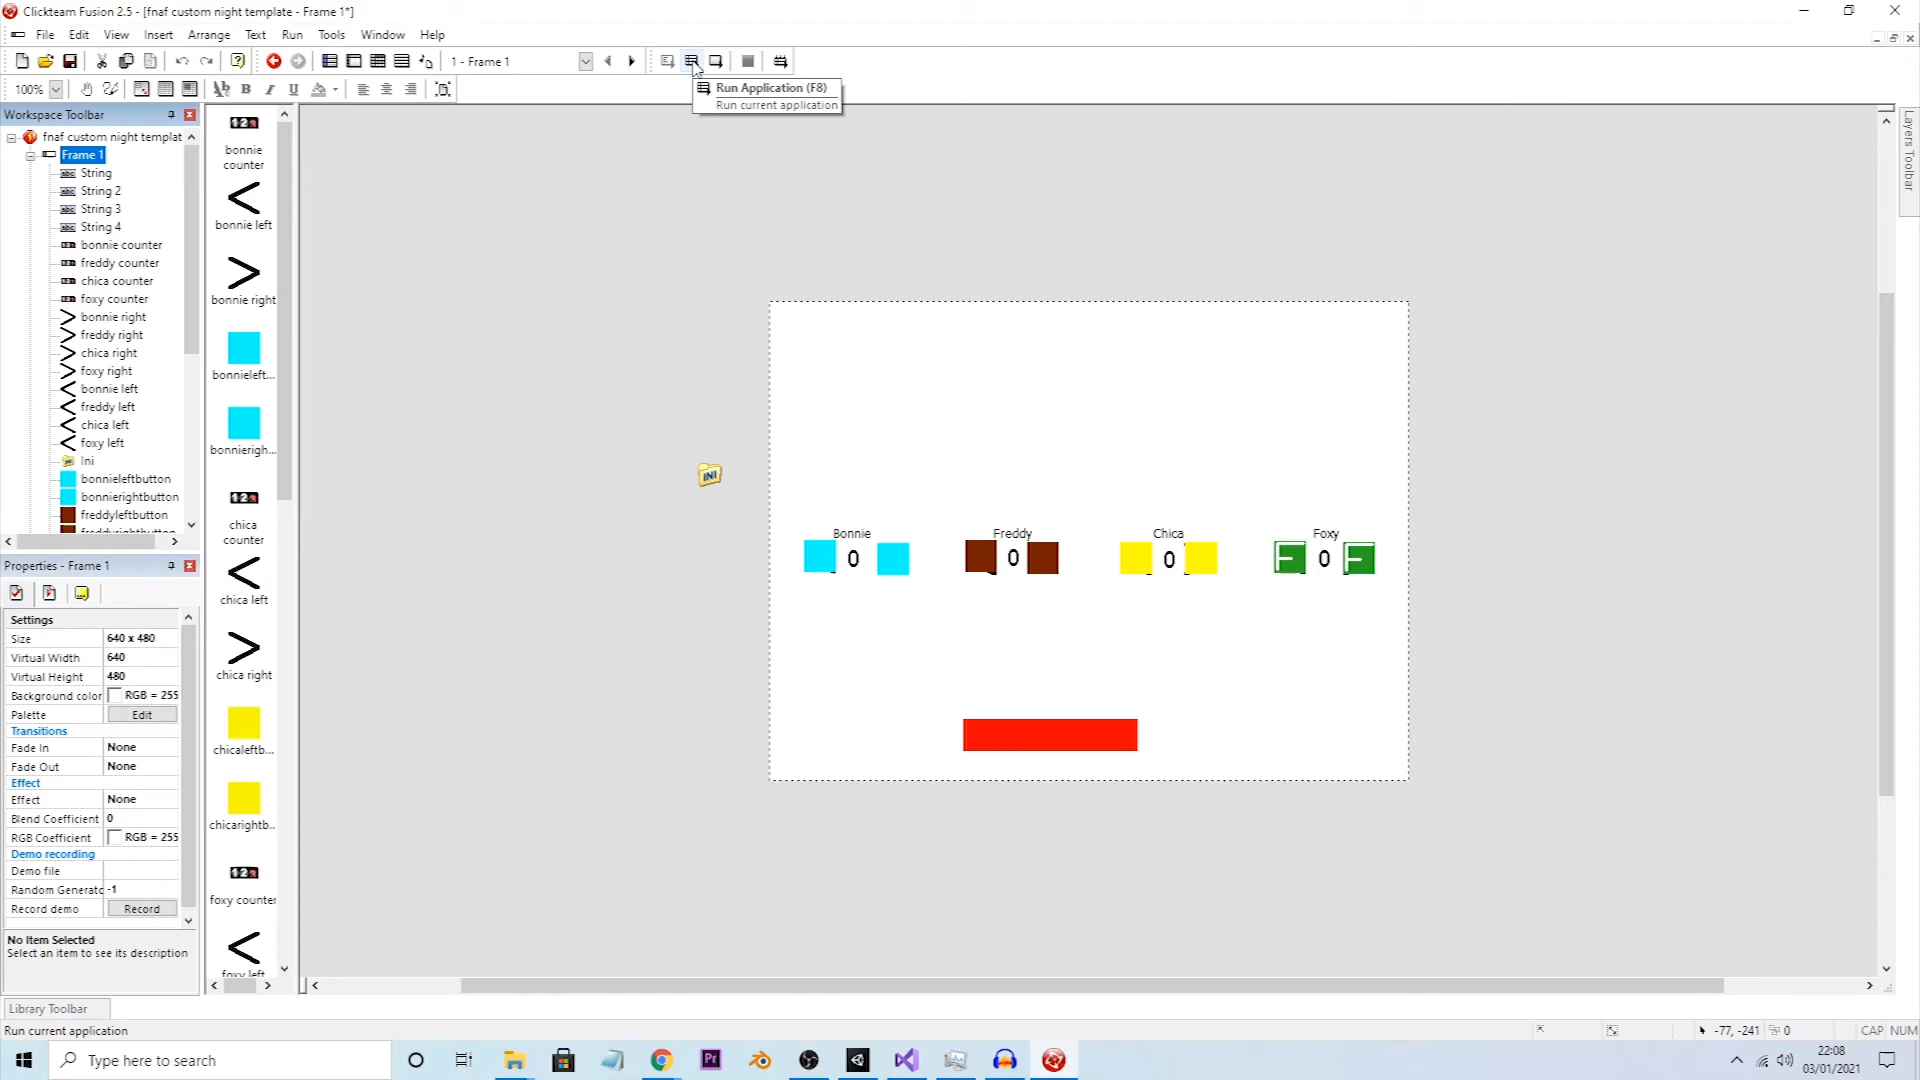 Clickteam Fusion 2.5 - [fnaf custom night template - Frame 1*]
File Edit View Insert Arrange Text Run Tools Window Help
1 - Frame 1
100%
Run Application (F8)
Run current application
Workspace Toolbar
fnaf custom night templat
Frame 1
String
String 2
String 3
String 4
bonnie counter
freddy counter
chica counter
foxy counter
bonnie right
freddy right
chica right
foxy right
bonnie left
freddy left
chica left
foxy left
Ini
bonnieleftbutton
bonnierightbutton
freddyleftbutton
freddyrightbutton
Properties - Frame 1
Settings
Size 640 x 480
Virtual Width 640
Virtual Height 480
Background color RGB = 255
Palette Edit
Transitions
Fade In None
Fade Out None
Effect
Effect None
Blend Coefficient 0
RGB Coefficient RGB = 255
Demo recording
Demo file
Random Generatc -1
Record demo Record
No Item Selected
Select an item to see its description
Library Toolbar
Run current application
bonnie
counter
bonnie left
bonnie right
bonnieleft...
bonnierigh...
chica
counter
chica left
chica right
chicaleftb...
chicarightb...
foxy counter
foxy left
INI
Bonnie Freddy Chica Foxy
0 0 0 F 0 F
Layers Toolbar
-77, -241 0 CAP NUM
Type here to search
Pr
22:08
03/01/2021